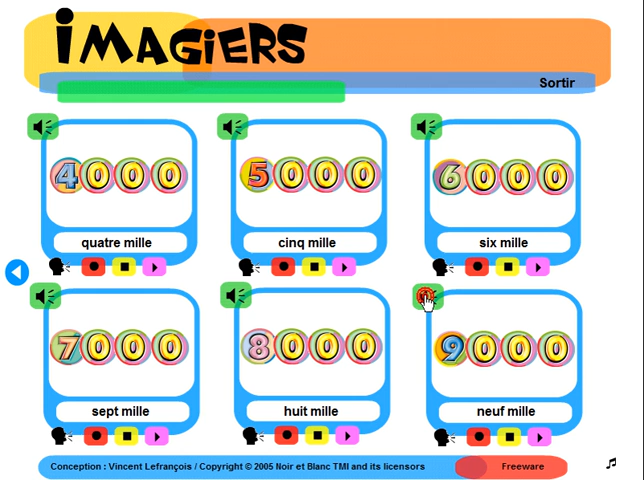 iMAGiERS
Sortir
4000 5000 6000
quatre mille cinq mille six mille
7000 8000 9000
sept mille huit mille neuf mille
Conception : Vincent Lefrançois / Copyright © 2005 Noir et Blanc TMI and its licensors Freeware